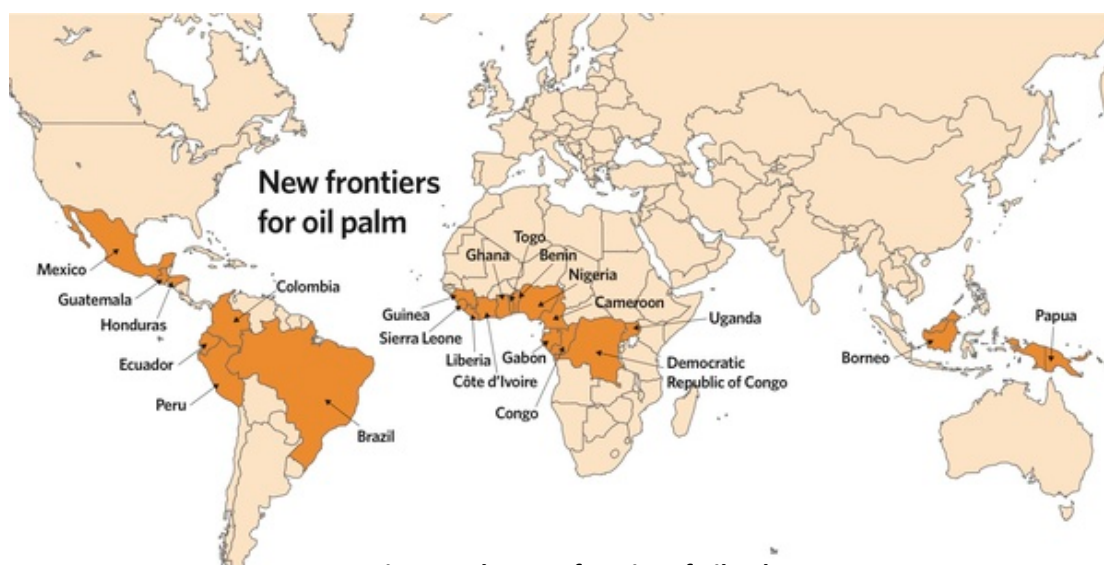 New frontiers
for oil palm
Mexico
Guatemala
Honduras
Colombia
Ecuador
Peru
Brazil
Togo
Ghana
Benin
Nigeria
Guinea
Cameroon
Sierra Leone
Uganda
Liberia
Gabon
Côte d'Ivoire
Democratic
Republic of Congo
Congo
Papua
Borneo